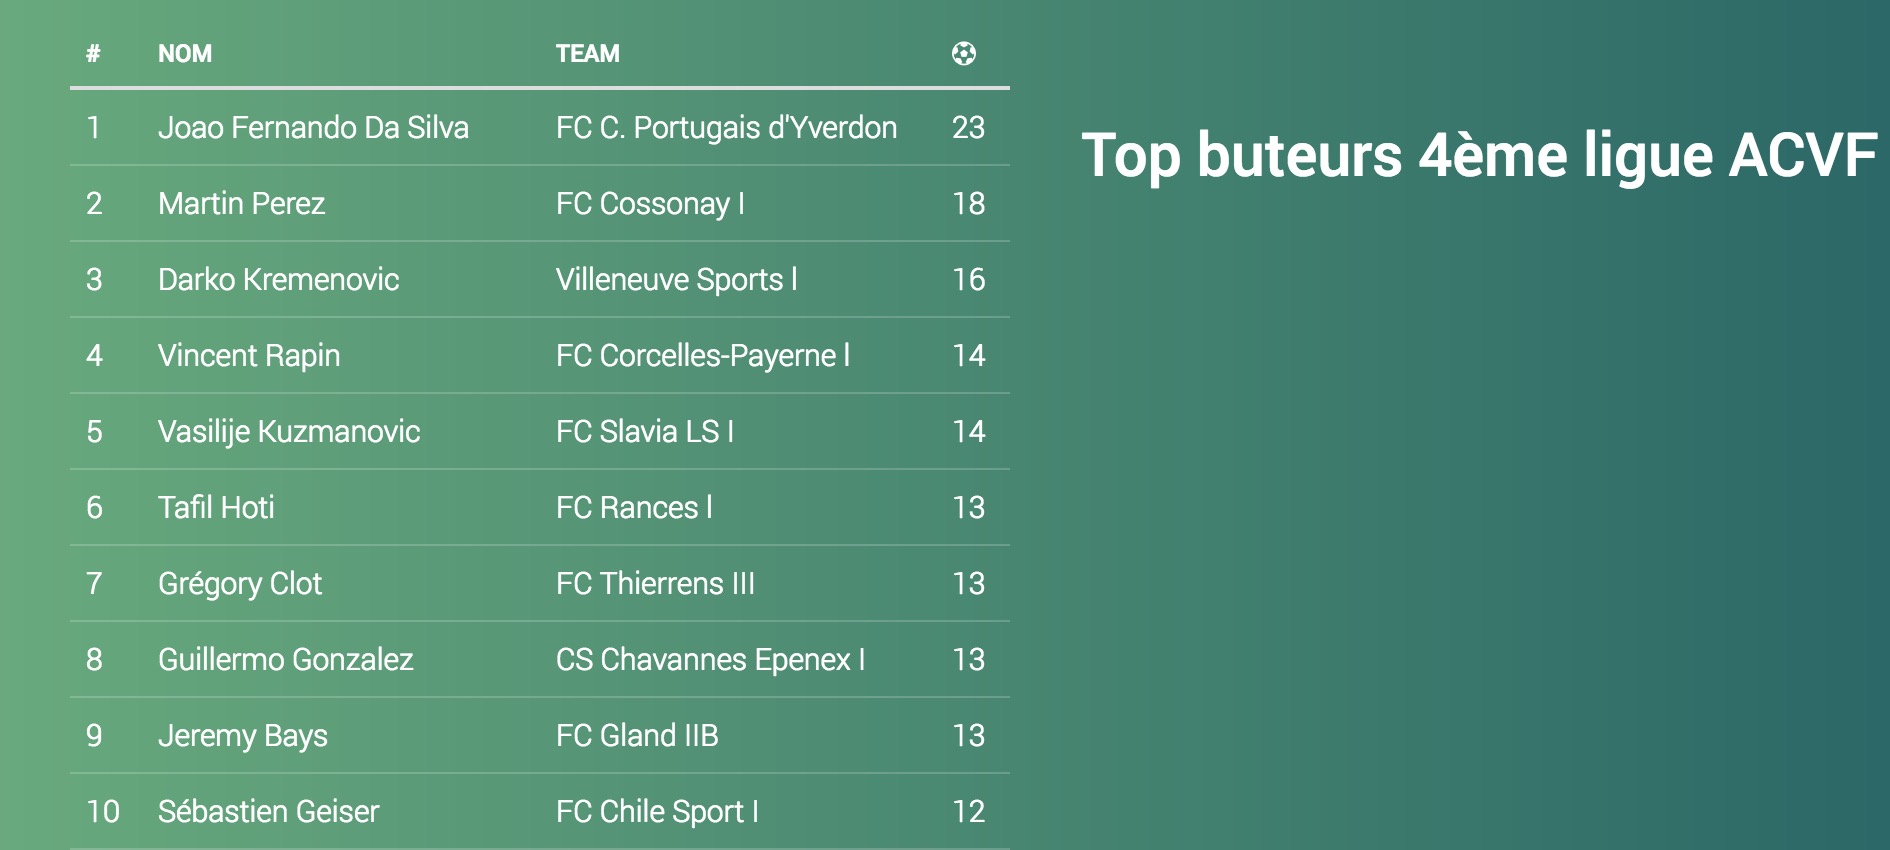 # NOM TEAM
1 Joao Fernando Da Silva FC C. Portugais d'Yverdon 23
2 Martin Perez FC Cossonay I 18
3 Darko Kremenovic Villeneuve Sports l 16
4 Vincent Rapin FC Corcelles-Payerne l 14
5 Vasilije Kuzmanovic FC Slavia LS I 14
6 Tafil Hoti FC Rances l 13
7 Grégory Clot FC Thierrens III 13
8 Guillermo Gonzalez CS Chavannes Epenex I 13
9 Jeremy Bays FC Gland IIB 13
10 Sébastien Geiser FC Chile Sport I 12
Top buteurs 4ème ligue ACVF